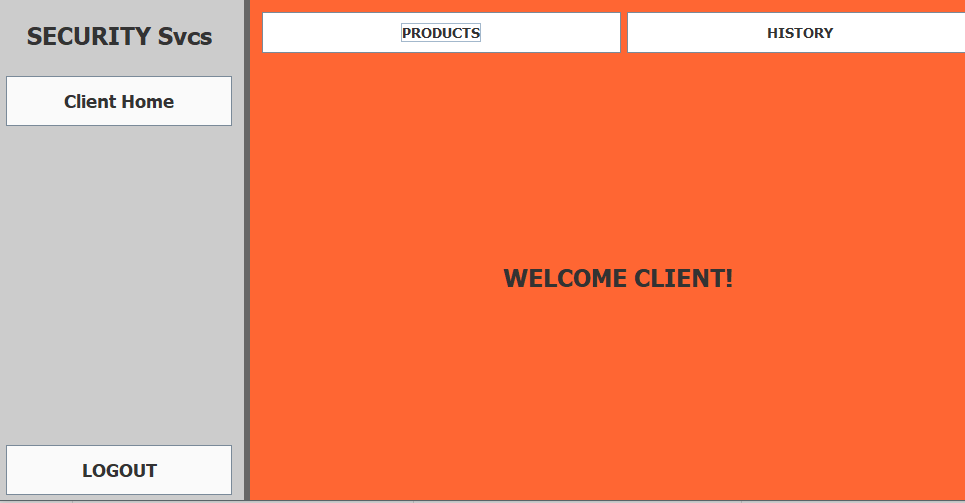 SECURITY Svcs
Client Home
LOGOUT
PRODUCTS
HISTORY
WELCOME CLIENT!